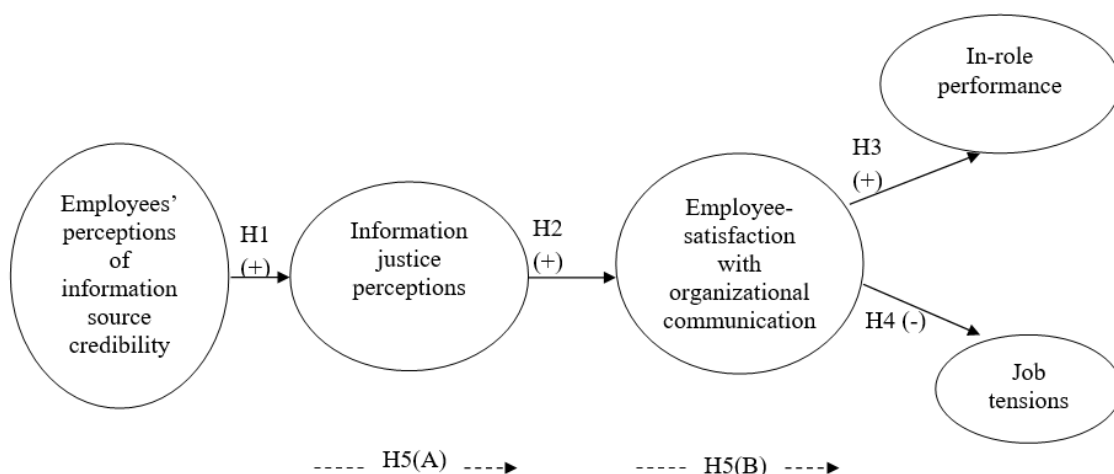 Employees’
perceptions
of
information
source
credibility
H1
(+)
Information
justice
perceptions
H2
(+)
Employee-
satisfaction
with
organizational
communication
H3
(+)
In-role
performance
H4 (-)
Job
tensions
H5(A)
H5(B)